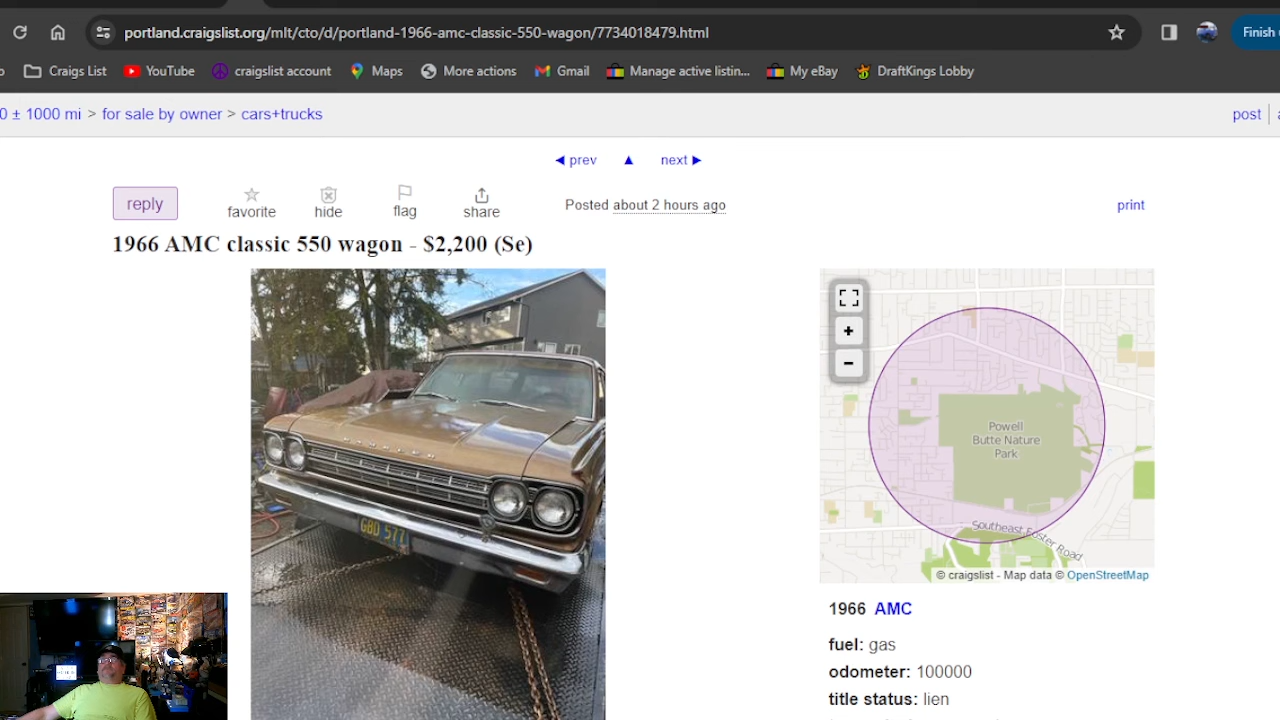 portland.craigslist.org/mlt/cto/d/portland-1966-amc-classic-550-wagon/7734018479.html
Finish
Craigs List
YouTube
craigslist account
Maps
More actions
Gmail
Manage active listin...
My eBay
DraftKings Lobby
0 ± 1000 mi > for sale by owner > cars+trucks
post
◀ prev
▲
next ▶
reply
favorite
hide
flag
share
Posted about 2 hours ago
print
1966 AMC classic 550 wagon - $2,200 (Se)
RAMBLER
GBD 577
+
−
Powell
Butte Nature
Park
Southeast Foster Road
© craigslist - Map data © OpenStreetMap
1966 AMC
fuel: gas
odometer: 100000
title status: lien